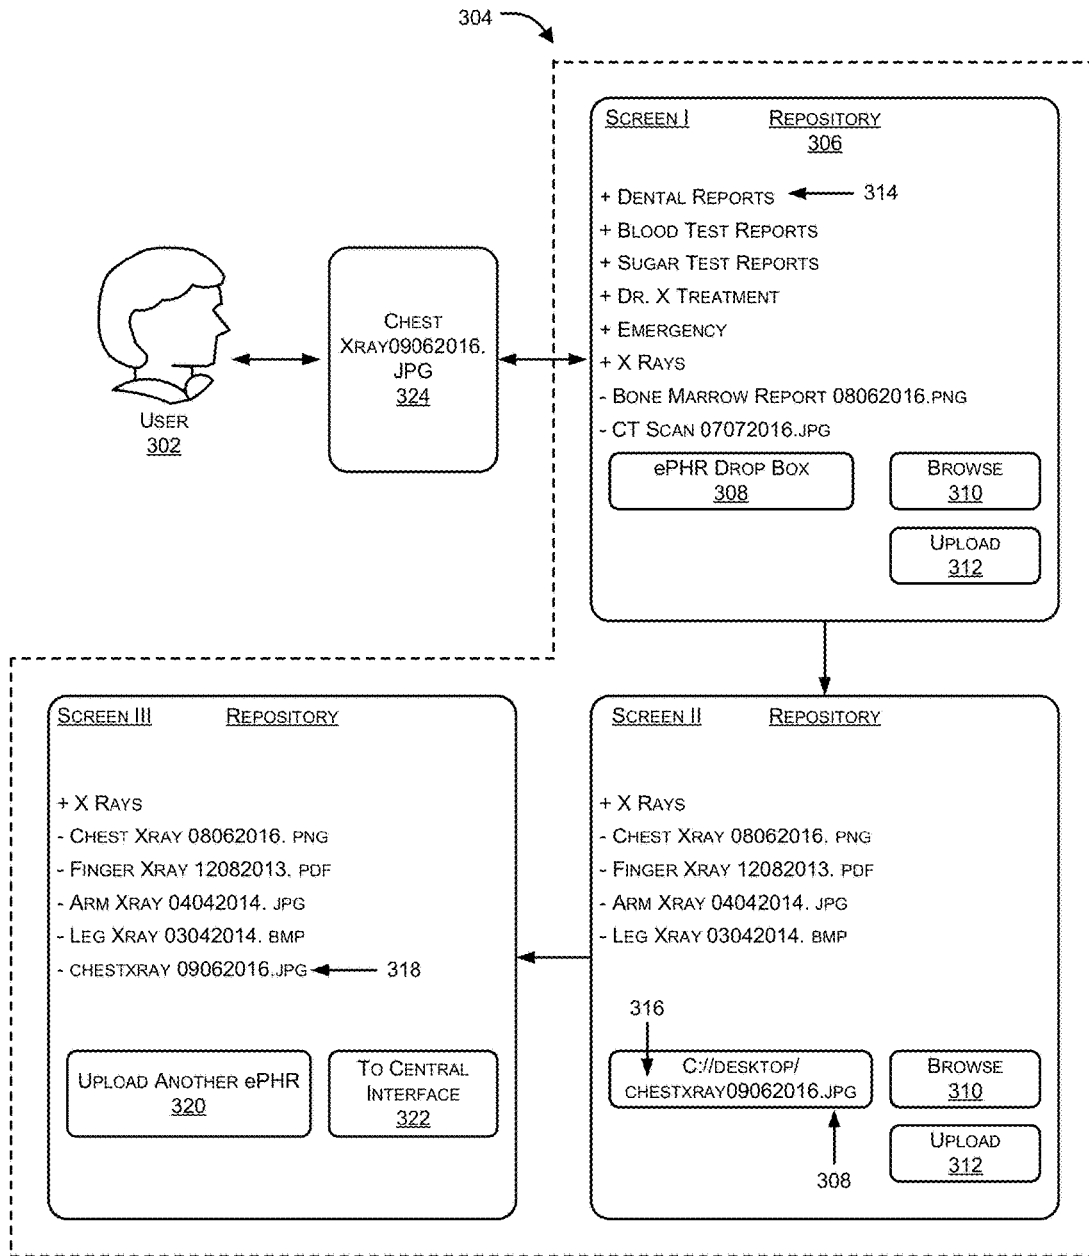 304
SCREEN I REPOSITORY
306
+ DENTAL REPORTS
314
+ BLOOD TEST REPORTS
+ SUGAR TEST REPORTS
+ DR. X TREATMENT
+ EMERGENCY
+ X RAYS
- BONE MARROW REPORT 08062016.PNG
- CT SCAN 07072016.JPG
ePHR DROP BOX
308
BROWSE
310
UPLOAD
312
CHEST
XRAY09062016.
JPG
324
USER
302
SCREEN III REPOSITORY
+ X RAYS
- CHEST XRAY 08062016. PNG
- FINGER XRAY 12082013. PDF
- ARM XRAY 04042014. JPG
- LEG XRAY 03042014. BMP
- CHESTXRAY 09062016.JPG
318
UPLOAD ANOTHER ePHR
320
TO CENTRAL
INTERFACE
322
SCREEN II REPOSITORY
+ X RAYS
- CHEST XRAY 08062016. PNG
- FINGER XRAY 12082013. PDF
- ARM XRAY 04042014. JPG
- LEG XRAY 03042014. BMP
316
C://DESKTOP/
CHESTXRAY09062016.JPG
308
BROWSE
310
UPLOAD
312